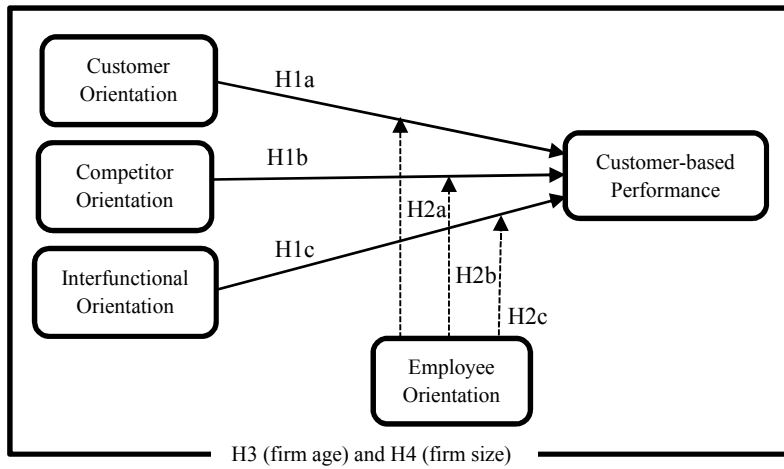 Customer
Orientation
H1a
Competitor
Orientation
H1b
Customer-based
Performance
H2a
Interfunctional
Orientation
H1c
H2b
H2c
Employee
Orientation
H3 (firm age) and H4 (firm size)